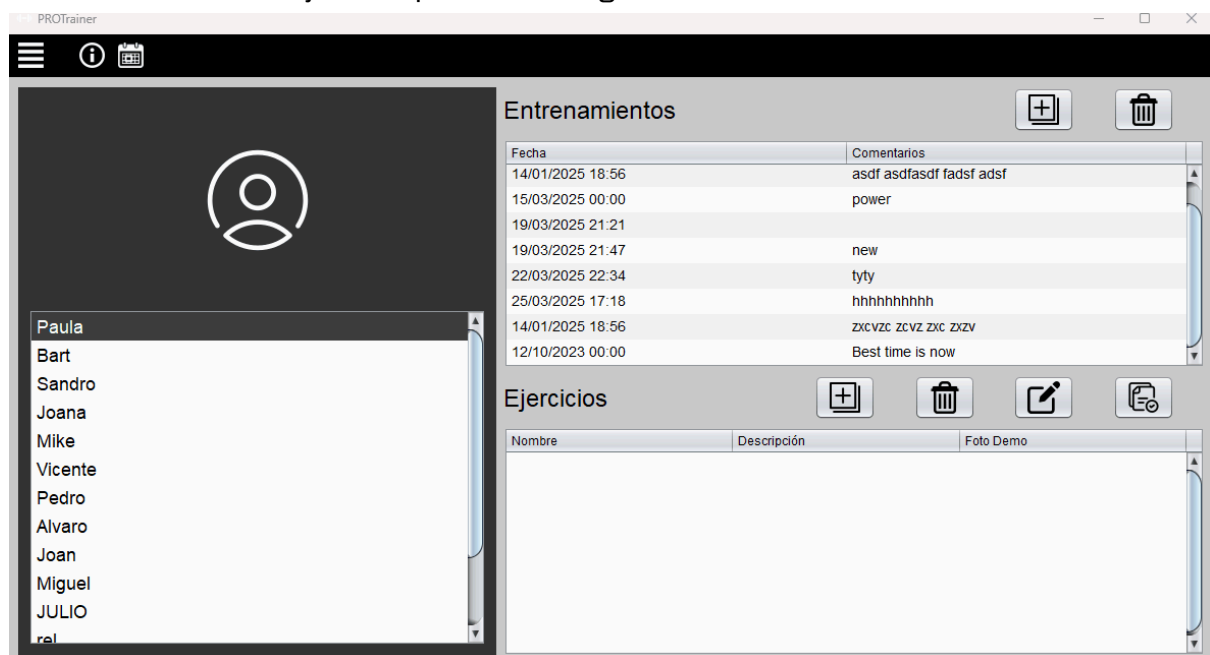 PROTrainer
Entrenamientos
Fecha Comentarios
14/01/2025 18:56 asdf asdfasdf fadsf adsf
15/03/2025 00:00 power
19/03/2025 21:21
19/03/2025 21:47 new
22/03/2025 22:34 tyty
25/03/2025 17:18 hhhhhhhhhh
14/01/2025 18:56 zxcvzc zcvz zxc zxzv
12/10/2023 00:00 Best time is now
Paula
Bart
Sandro
Joana
Mike
Vicente
Pedro
Alvaro
Joan
Miguel
JULIO
Ejercicios
Nombre Descripción Foto Demo